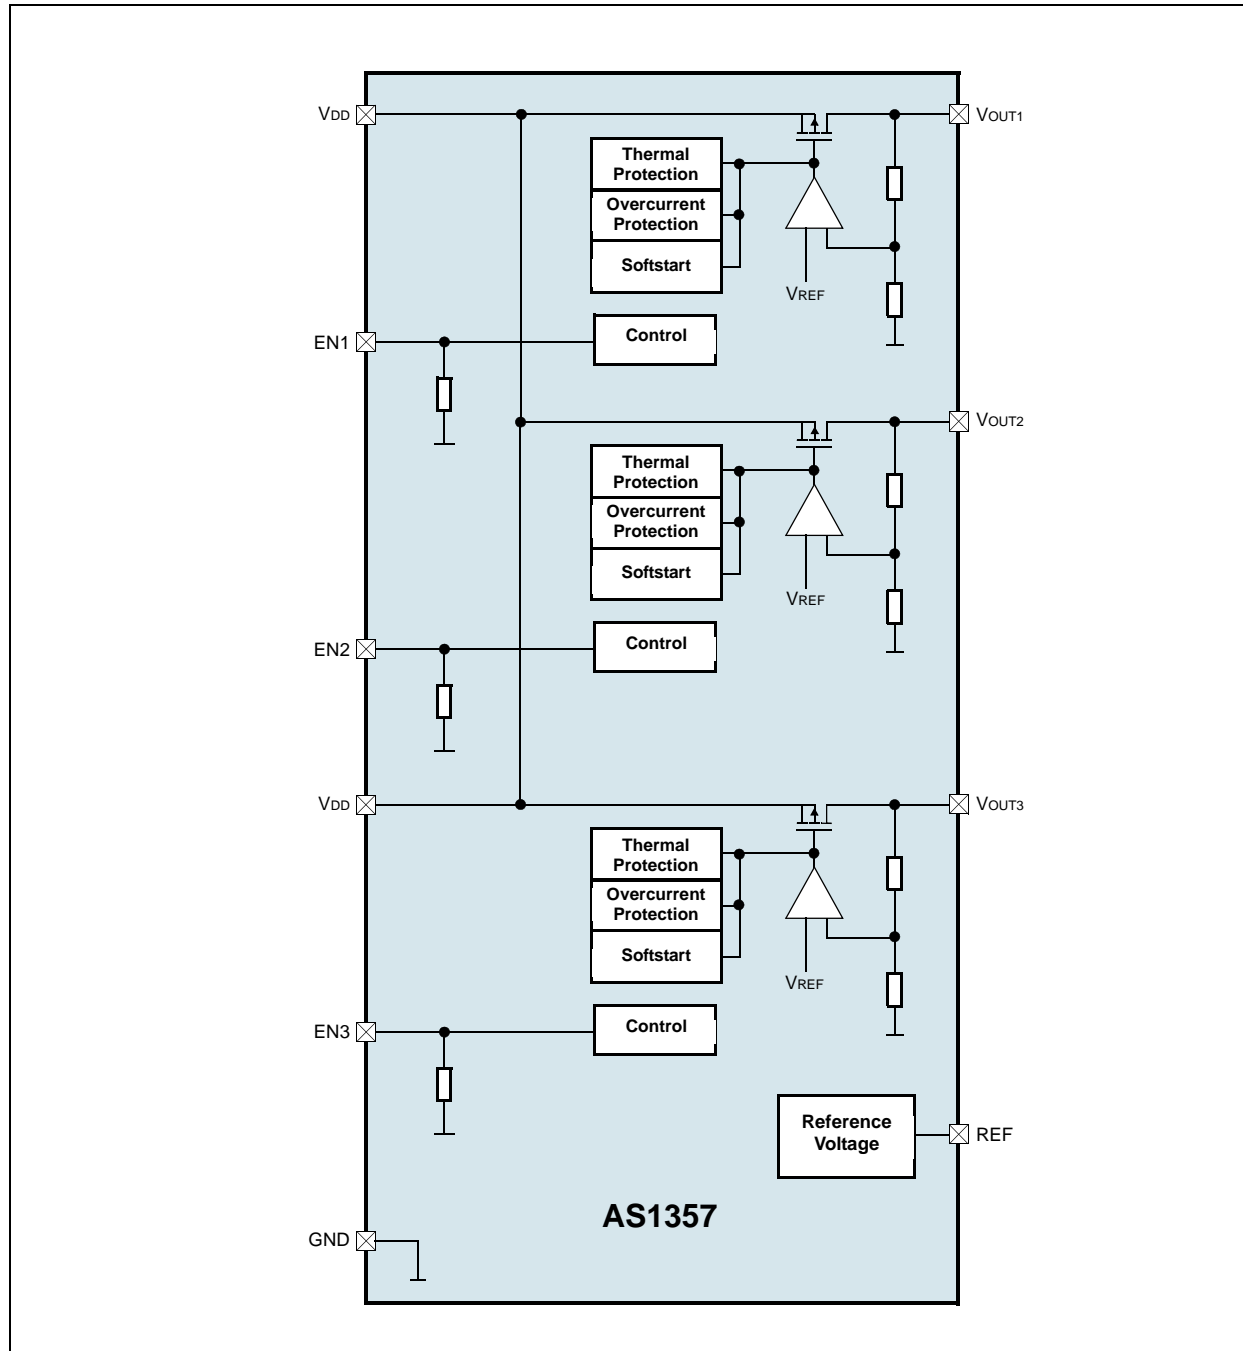 VDD
VOUT1
Thermal
Protection
Overcurrent
Protection
Softstart
VREF
EN1
Control
VOUT2
Thermal
Protection
Overcurrent
Protection
Softstart
VREF
EN2
Control
VDD
VOUT3
Thermal
Protection
Overcurrent
Protection
Softstart
VREF
EN3
Control
Reference
Voltage
REF
AS1357
GND